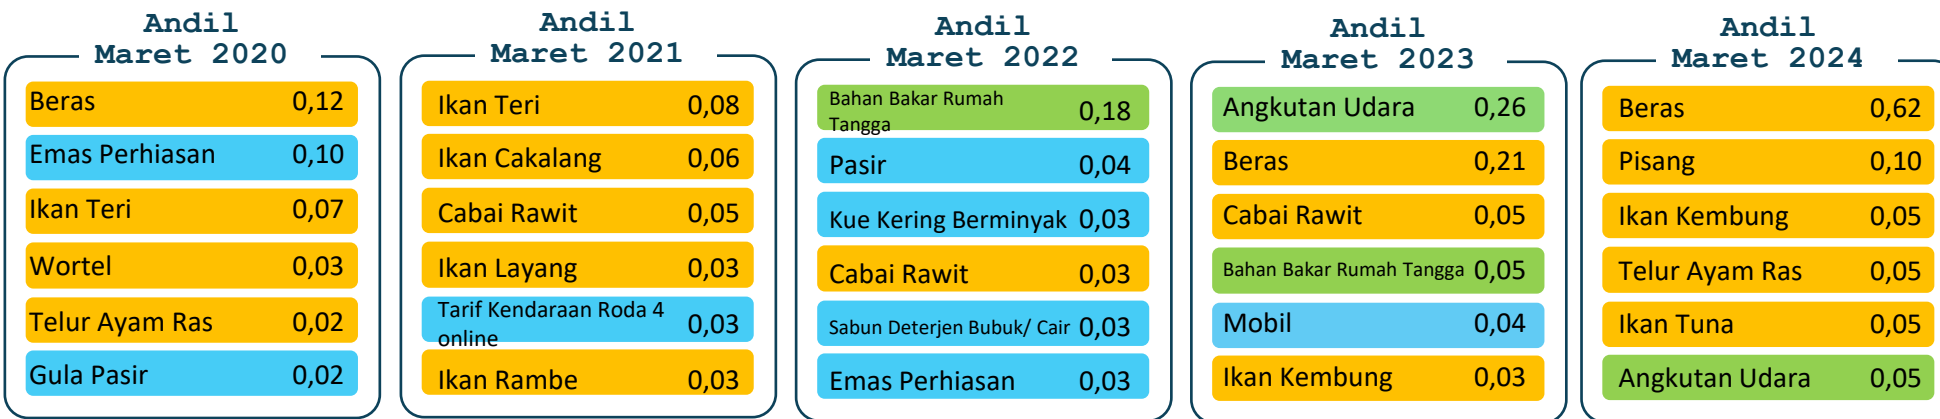 Andil
Maret 2020
Beras 0,12
Emas Perhiasan 0,10
Ikan Teri 0,07
Wortel 0,03
Telur Ayam Ras 0,02
Gula Pasir 0,02
Andil
Maret 2021
Ikan Teri 0,08
Ikan Cakalang 0,06
Cabai Rawit 0,05
Ikan Layang 0,03
Tarif Kendaraan Roda 4
online 0,03
Ikan Rambe 0,03
Andil
Maret 2022
Bahan Bakar Rumah
Tangga 0,18
Pasir 0,04
Kue Kering Berminyak 0,03
Cabai Rawit 0,03
Sabun Deterjen Bubuk/ Cair 0,03
Emas Perhiasan 0,03
Andil
Maret 2023
Angkutan Udara 0,26
Beras 0,21
Cabai Rawit 0,05
Bahan Bakar Rumah Tangga 0,05
Mobil 0,04
Ikan Kembung 0,03
Andil
Maret 2024
Beras 0,62
Pisang 0,10
Ikan Kembung 0,05
Telur Ayam Ras 0,05
Ikan Tuna 0,05
Angkutan Udara 0,05